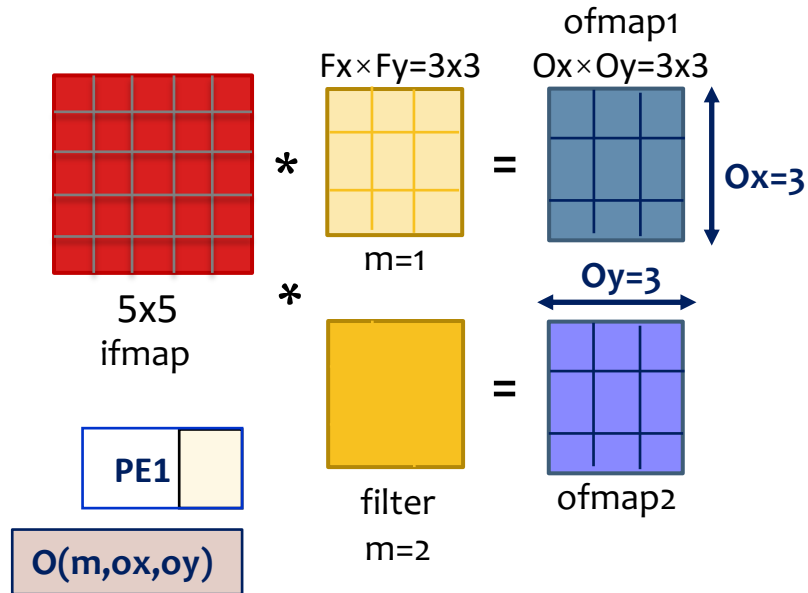 ofmap1
Fx×Fy=3x3
Ox×Oy=3x3
*
=
Ox=3
m=1
Oy=3
5x5
ifmap
*
=
PE1
filter
m=2
ofmap2
O(m,ox,oy)